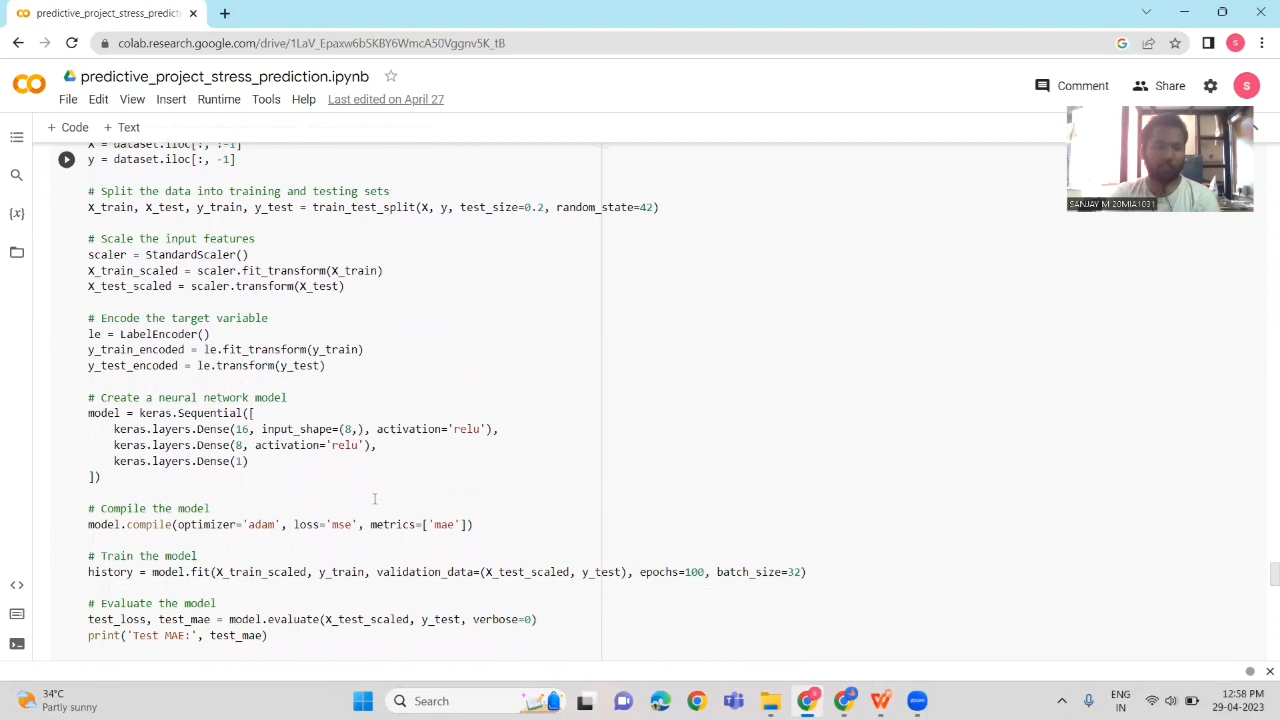 predictive_project_stress_predicti
colab.research.google.com/drive/1LaV_Epaxw6bSKBY6WmcA50Vggnv5K_tB
S
predictive_project_stress_prediction.ipynb
File Edit View Insert Runtime Tools Help Last edited on April 27
Comment
Share
S
+ Code + Text
X = dataset.iloc[:, :-1]
y = dataset.iloc[:, -1]
# Split the data into training and testing sets
X_train, X_test, y_train, y_test = train_test_split(X, y, test_size=0.2, random_state=42)
SANJAY M 20MIA1031
# Scale the input features
scaler = StandardScaler()
X_train_scaled = scaler.fit_transform(X_train)
X_test_scaled = scaler.transform(X_test)
# Encode the target variable
le = LabelEncoder()
y_train_encoded = le.fit_transform(y_train)
y_test_encoded = le.transform(y_test)
# Create a neural network model
model = keras.Sequential([
keras.layers.Dense(16, input_shape=(8,), activation='relu'),
keras.layers.Dense(8, activation='relu'),
keras.layers.Dense(1)
])
# Compile the model
model.compile(optimizer='adam', loss='mse', metrics=['mae'])
# Train the model
history = model.fit(X_train_scaled, y_train, validation_data=(X_test_scaled, y_test), epochs=100, batch_size=32)
# Evaluate the model
test_loss, test_mae = model.evaluate(X_test_scaled, y_test, verbose=0)
print('Test MAE:', test_mae)
34°C
Partly sunny
Search
zoom
ENG
IN
12:58 PM
29-04-2023